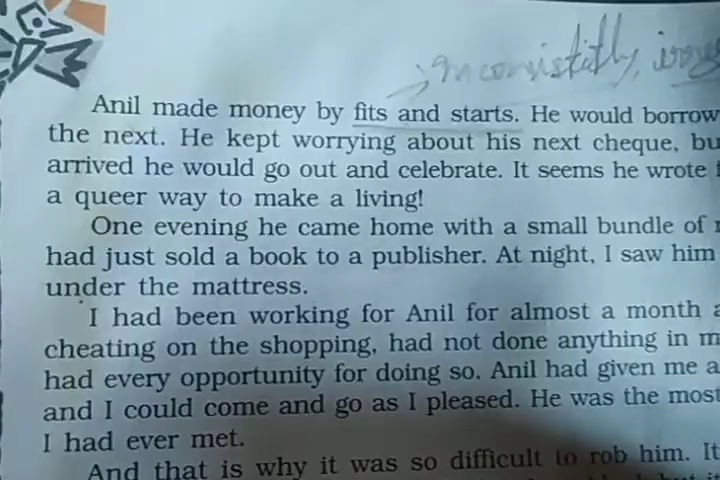 inconsistitly,
Anil made money by fits and starts. He would borrow
the next. He kept worrying about his next cheque, bu
arrived he would go out and celebrate. It seems he wrote
a queer way to make a living!
One evening he came home with a small bundle of
had just sold a book to a publisher. At night, I saw him
under the mattress.
I had been working for Anil for almost a month a
cheating on the shopping, had not done anything in m
had every opportunity for doing so. Anil had given me a
and I could come and go as I pleased. He was the most
I had ever met.
And that is why it was so difficult to rob him. It